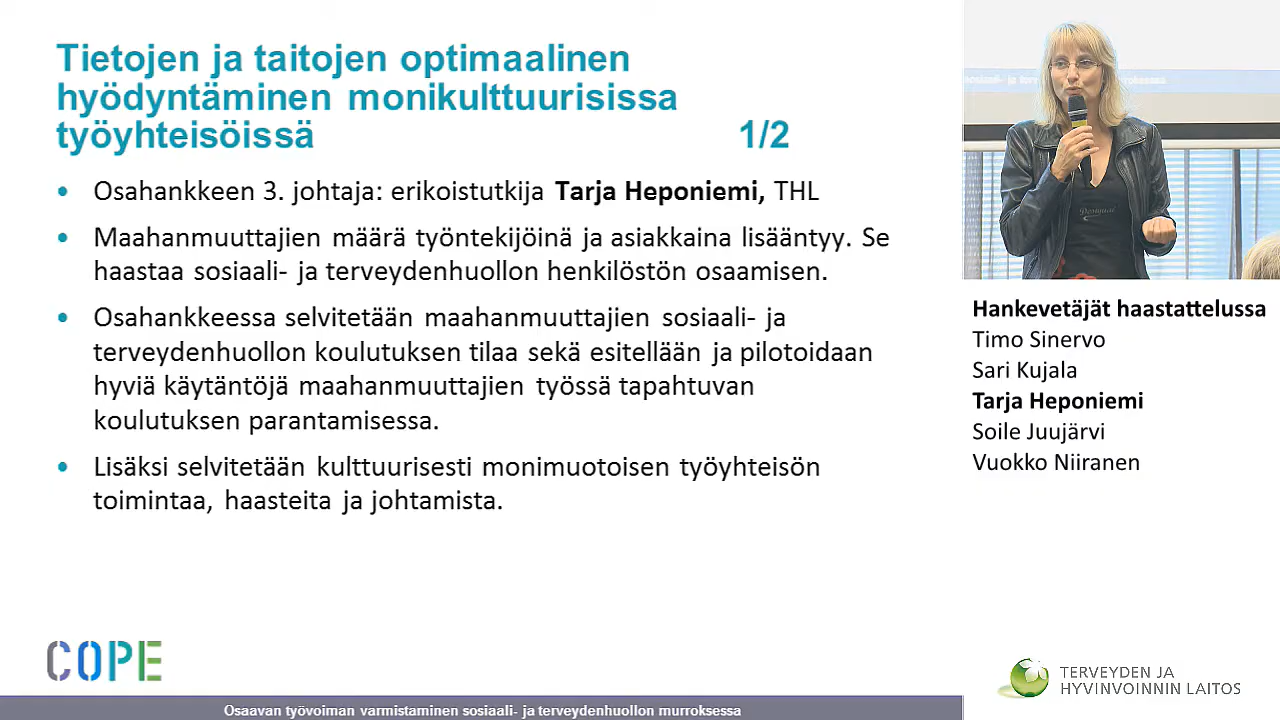 Tietojen ja taitojen optimaalinen
hyödyntäminen monikulttuurisissa
työyhteisöissä 1/2
• Osahankkeen 3. johtaja: erikoistutkija Tarja Heponiemi, THL
• Maahanmuuttajien määrä työntekijöinä ja asiakkaina lisääntyy. Se
haastaa sosiaali- ja terveydenhuollon henkilöstön osaamisen.
• Osahankkeessa selvitetään maahanmuuttajien sosiaali- ja
terveydenhuollon koulutuksen tilaa sekä esitellään ja pilotoidaan
hyviä käytäntöjä maahanmuuttajien työssä tapahtuvan
koulutuksen parantamisessa.
• Lisäksi selvitetään kulttuurisesti monimuotoisen työyhteisön
toimintaa, haasteita ja johtamista.
COPE
Osaavan työvoiman varmistaminen sosiaali- ja terveydenhuollon murroksessa
Hankevetäjät haastattelussa
Timo Sinervo
Sari Kujala
Tarja Heponiemi
Soile Juujärvi
Vuokko Niiranen
TERVEYDEN JA
HYVINVOINNIN LAITOS